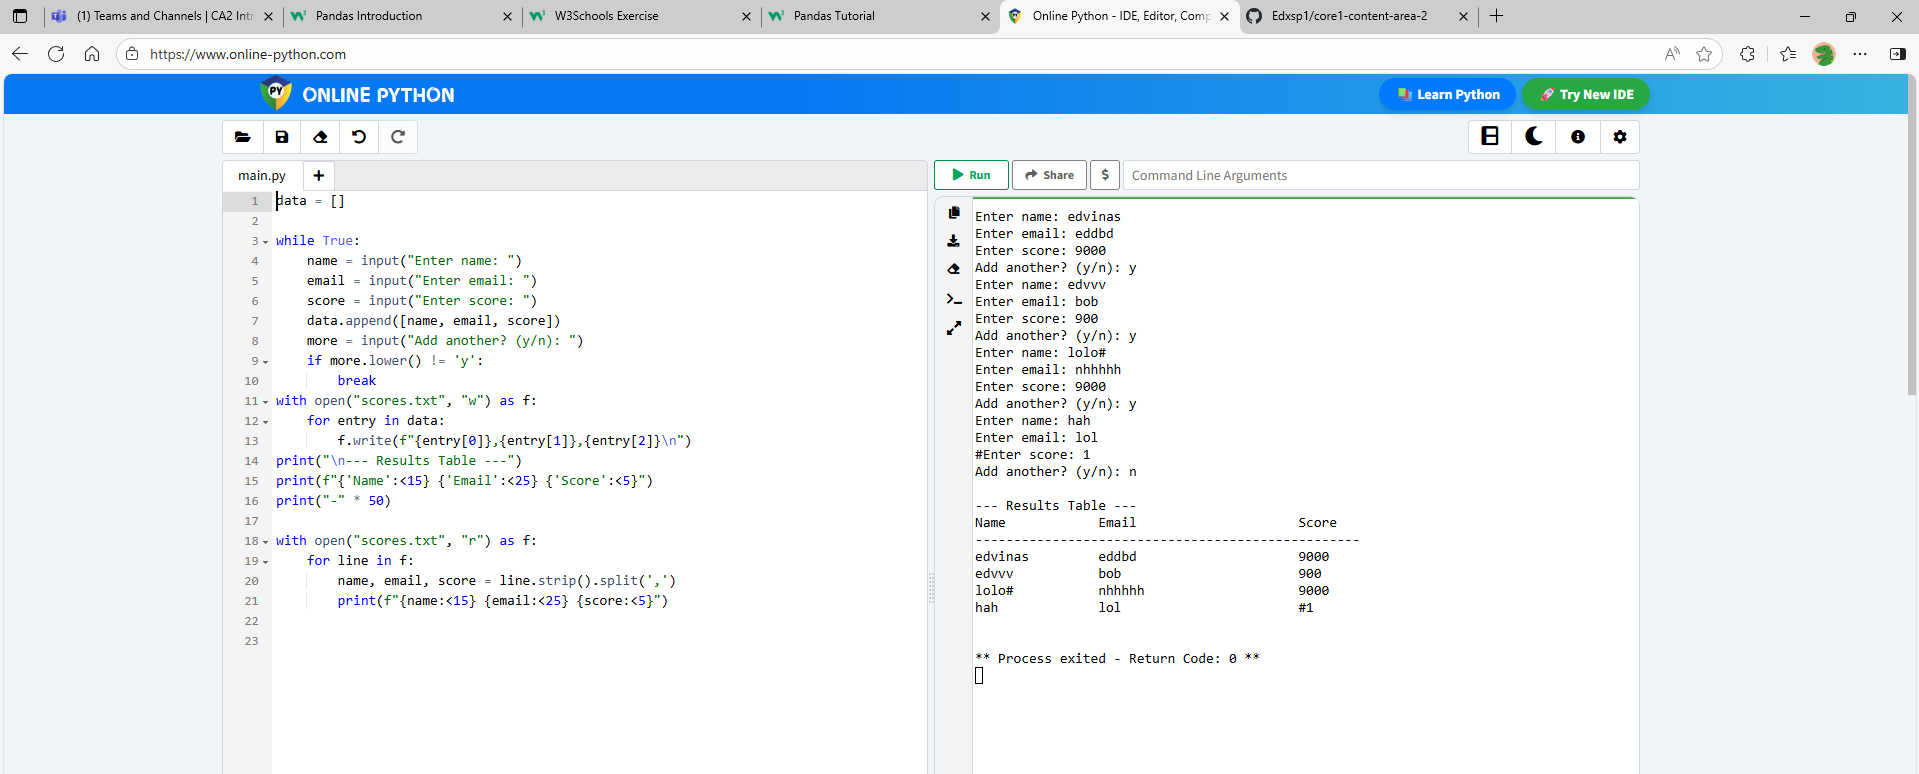 (1) Teams and Channels | CA2 Intr
Pandas Introduction
W3Schools Exercise
Pandas Tutorial
Online Python - IDE, Editor, Comp
Edxsp1/core1-content-area-2
https://www.online-python.com
PY
ONLINE PYTHON
Learn Python
Try New IDE
main.py
+
Run
Share
$
Command Line Arguments
1 data = []
2
3 while True:
4     name = input("Enter name: ")
5     email = input("Enter email: ")
6     score = input("Enter score: ")
7     data.append([name, email, score])
8     more = input("Add another? (y/n): ")
9     if more.lower() != 'y':
10         break
11 with open("scores.txt", "w") as f:
12     for entry in data:
13         f.write(f"{entry[0]},{entry[1]},{entry[2]}\n")
14 print("\n--- Results Table ---")
15 print(f"{'Name':<15} {'Email':<25} {'Score':<5}")
16 print("-" * 50)
17
18 with open("scores.txt", "r") as f:
19     for line in f:
20         name, email, score = line.strip().split(',')
21         print(f"{name:<15} {email:<25} {score:<5}")
22
23
Enter name: edvinas
Enter email: eddbd
Enter score: 9000
Add another? (y/n): y
Enter name: edvvv
Enter email: bob
Enter score: 900
Add another? (y/n): y
Enter name: lolo#
Enter email: nhhhhh
Enter score: 9000
Add another? (y/n): y
Enter name: hah
Enter email: lol
#Enter score: 1
Add another? (y/n): n
--- Results Table ---
Name            Email                     Score
--------------------------------------------------
edvinas         eddbd                     9000
edvvv           bob                       900
lolo#           nhhhhh                    9000
hah             lol                       #1
** Process exited - Return Code: 0 **